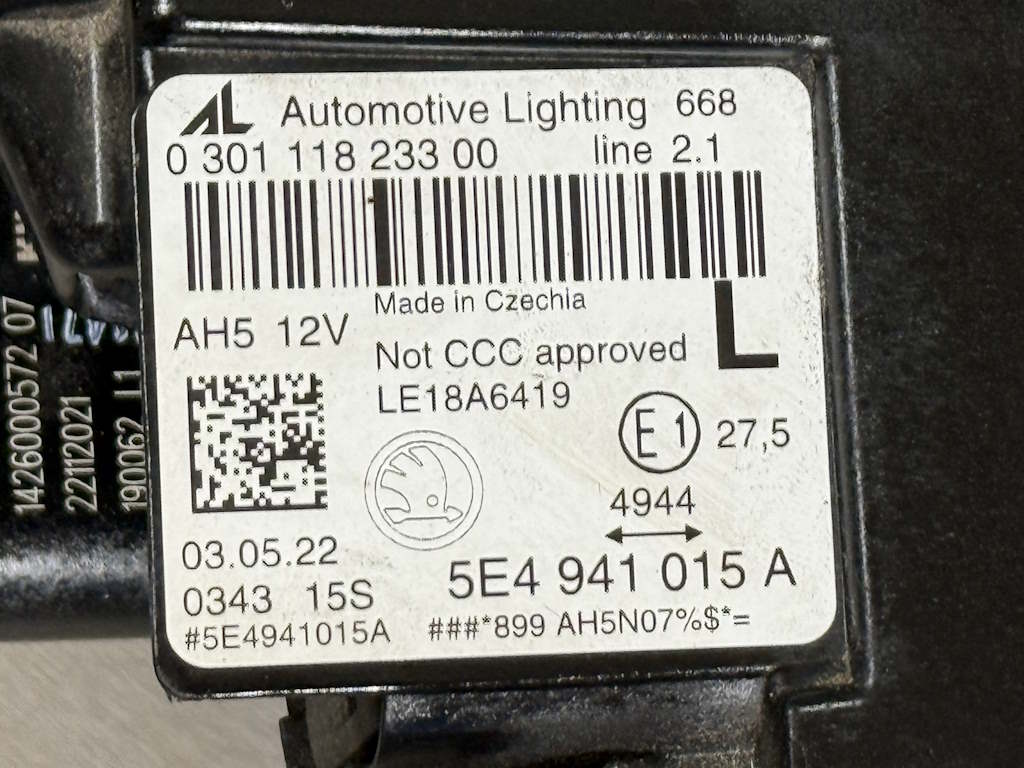 AL Automotive Lighting 668
0 301 118 233 00 line 2.1
Made in Czechia
AH5 12V
L
Not CCC approved
LE18A6419
E1 27,5
4944
03.05.22
5E4 941 015 A
0343 15S
#5E4941015A ###*899 AH5N07%$*=
1426000572 07
22112021
190062 L1